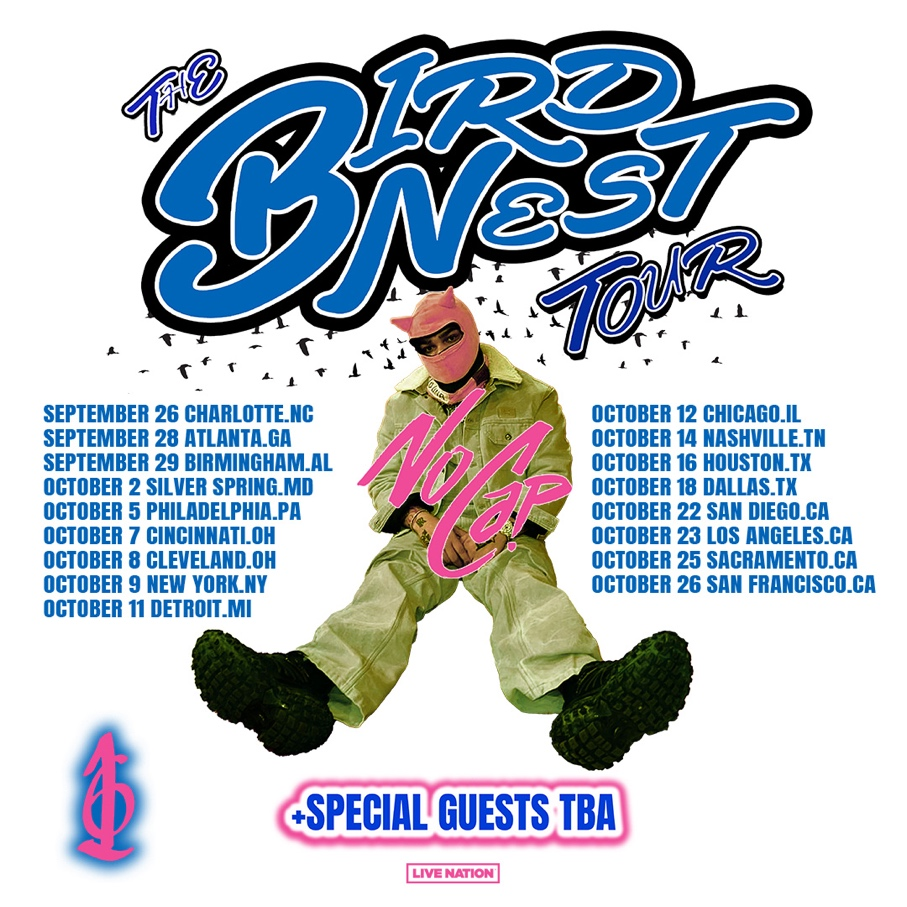 THE
BIRD
NEST
TOUR
NoCap
SEPTEMBER 26 CHARLOTTE.NC
SEPTEMBER 28 ATLANTA.GA
SEPTEMBER 29 BIRMINGHAM.AL
OCTOBER 2 SILVER SPRING.MD
OCTOBER 5 PHILADELPHIA.PA
OCTOBER 7 CINCINNATI.OH
OCTOBER 8 CLEVELAND.OH
OCTOBER 9 NEW YORK.NY
OCTOBER 11 DETROIT.MI
OCTOBER 12 CHICAGO.IL
OCTOBER 14 NASHVILLE.TN
OCTOBER 16 HOUSTON.TX
OCTOBER 18 DALLAS.TX
OCTOBER 22 SAN DIEGO.CA
OCTOBER 23 LOS ANGELES.CA
OCTOBER 25 SACRAMENTO.CA
OCTOBER 26 SAN FRANCISCO.CA
+SPECIAL GUESTS TBA
LIVE NATION